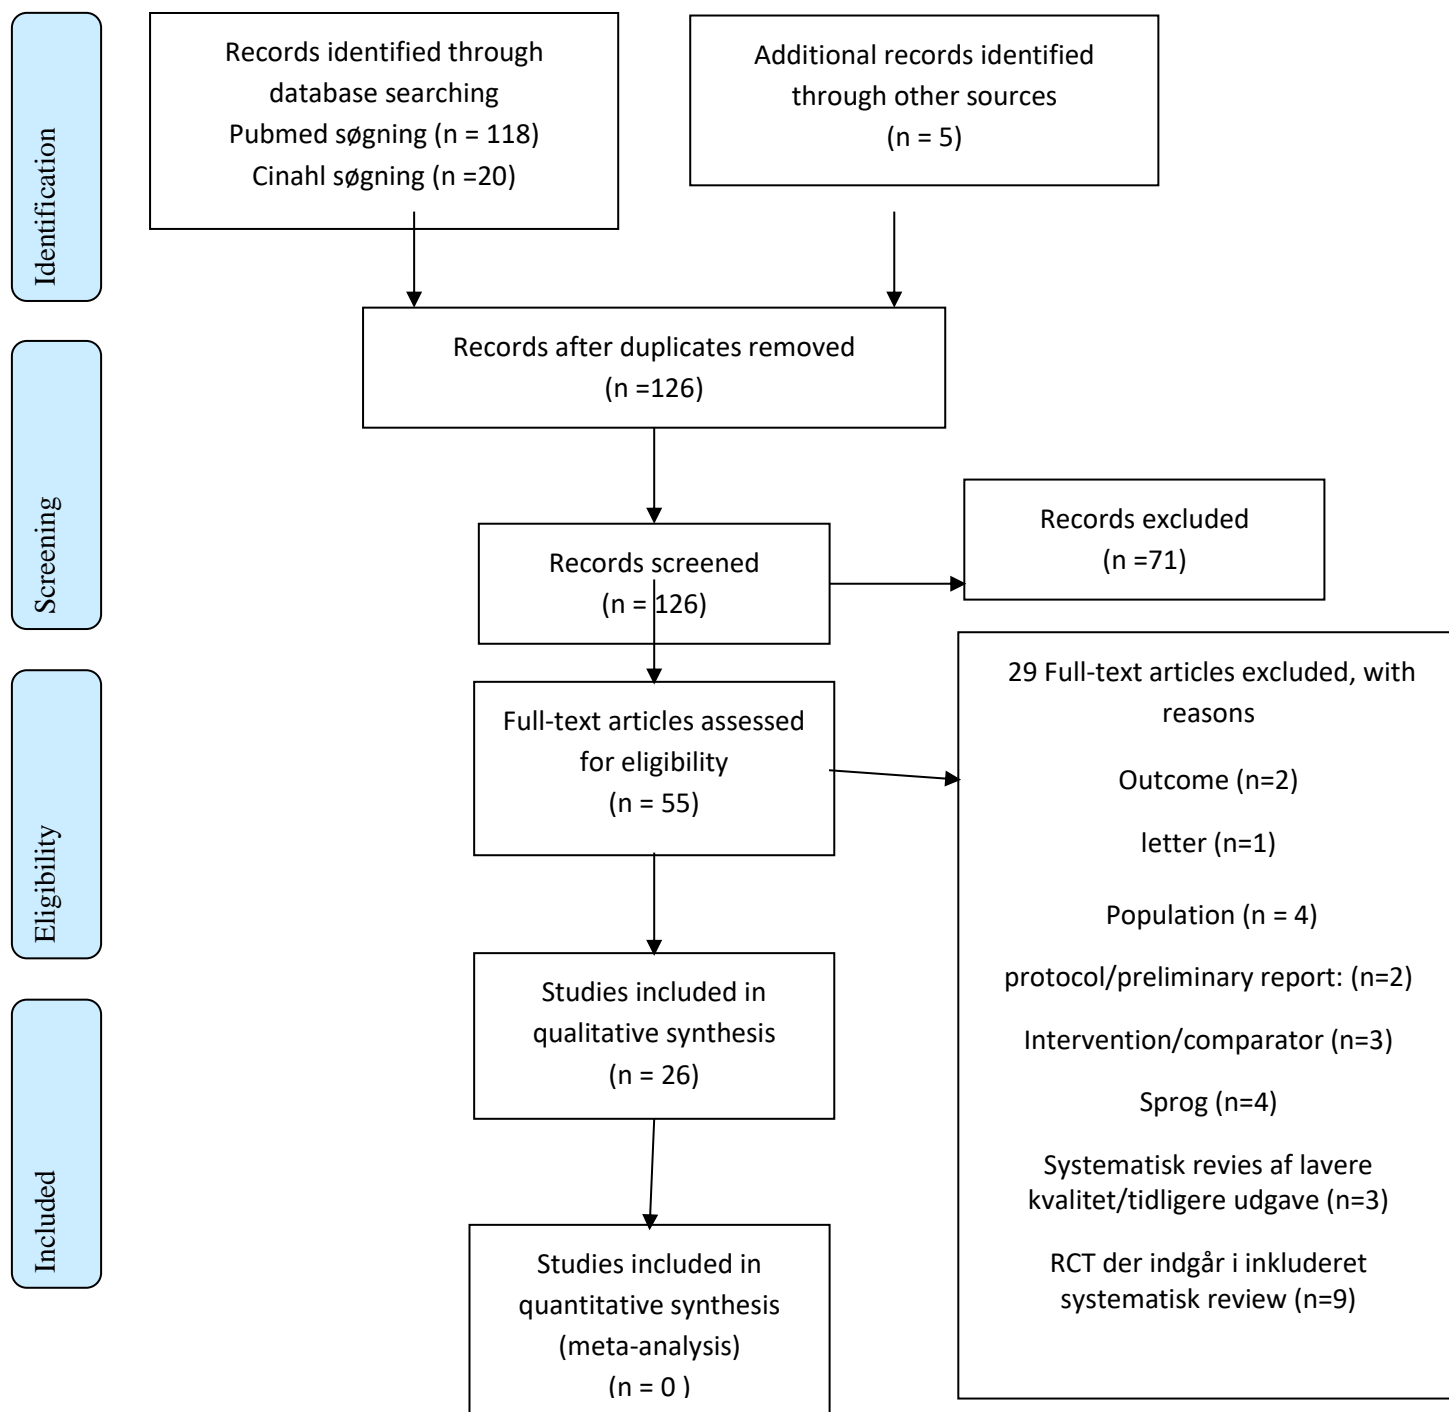 Identification
Records identified through
database searching
Pubmed søgning (n = 118)
Cinahl søgning (n =20)
Additional records identified
through other sources
(n = 5)
Records after duplicates removed
(n =126)
Screening
Records screened
(n = 126)
Records excluded
(n =71)
Eligibility
Full-text articles assessed
for eligibility
(n = 55)
29 Full-text articles excluded, with
reasons
Outcome (n=2)
letter (n=1)
Population (n = 4)
protocol/preliminary report: (n=2)
Intervention/comparator (n=3)
Sprog (n=4)
Systematisk revies af lavere
kvalitet/tidligere udgave (n=3)
RCT der indgår i inkluderet
systematisk review (n=9)
Included
Studies included in
qualitative synthesis
(n = 26)
Studies included in
quantitative synthesis
(meta-analysis)
(n = 0 )